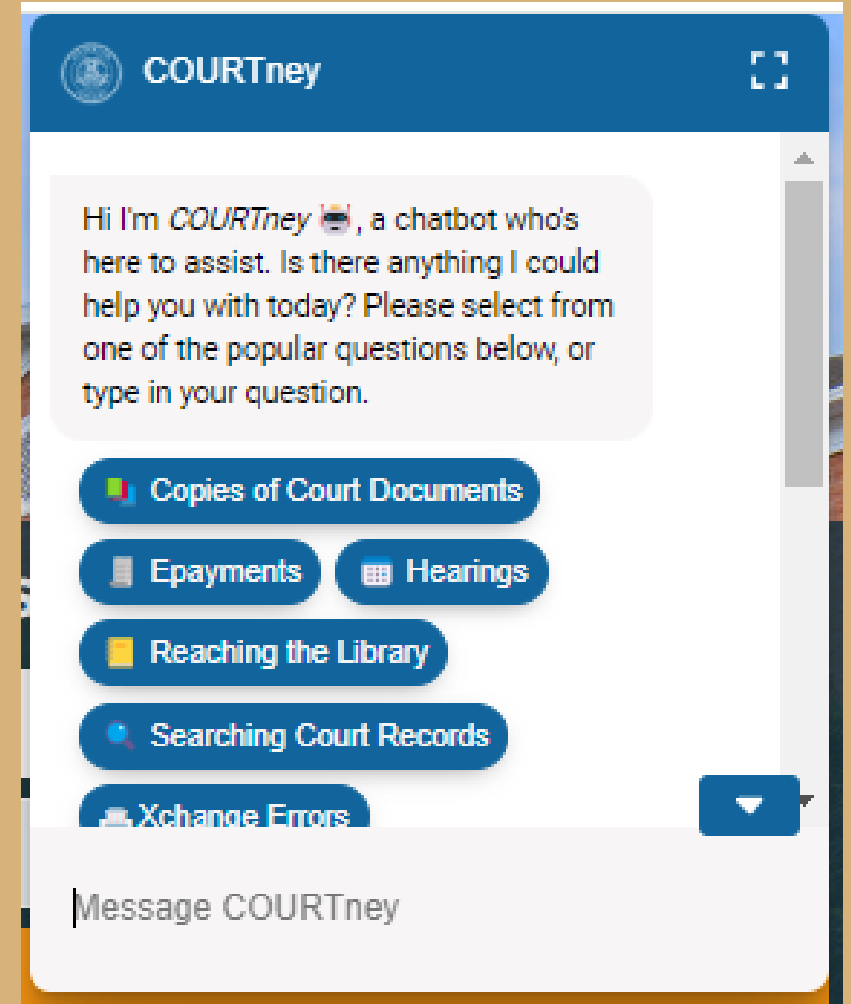 COURTney
Hi I'm COURTney , a chatbot who's
here to assist. Is there anything I could
help you with today? Please select from
one of the popular questions below, or
type in your question.
Copies of Court Documents
Epayments
Hearings
Reaching the Library
Searching Court Records
Xchange Errors
Message COURTney